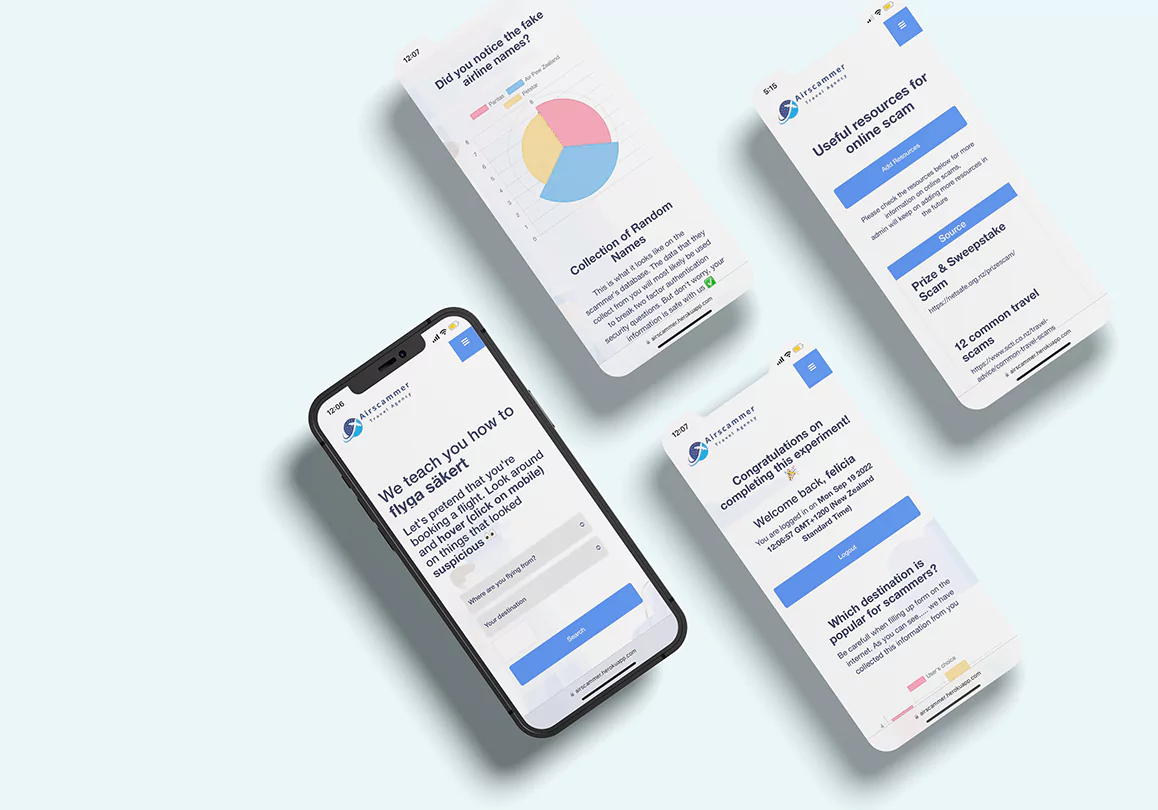 12:07
Did you notice the fake
airline names?
Pantas
Air Pew Zealand
Petstar
8
8
7
6
5
4
3
2
1
0
Collection of Random
Names
This is what it looks like on the
scammer's database. The data that they
collect from you will most likely be used
to break two factor authentication
security questions. But don't worry, your
information is safe with us ✅
airscammer.herokuapp.com
5:15
Airscammer
Travel Agency
Useful resources for
online scam
Add Resources
Please check the resources below for more
information on online scams,
admin will keep on adding more resources in
the future
Source
Prize & Sweepstake
Scam
https://netsafe.org.nz/prizescam/
12 common travel
scams
https://www.scti.co.nz/travel-
advice/common-travel-scams
airscammer.herokuapp.com
12:06
Airscammer
Travel Agency
We teach you how to
flyga säkert
Let's pretend that you're
booking a flight. Look around
and hover (click on mobile)
on things that looked
suspicious 👀
Where are you flying from?
Your destination
Search
airscammer.herokuapp.com
12:07
Airscammer
Travel Agency
Congratulations on
completing this experiment!
🎉
Welcome back, felicia
You are logged in on Mon Sep 19 2022
12:06:57 GMT+1200 (New Zealand
Standard Time)
Logout
Which destination is
popular for scammers?
Be carefull when filling up form on the
internet. As you can see..... we have
collected this information from you
User's choice
4
airscammer.herokuapp.com